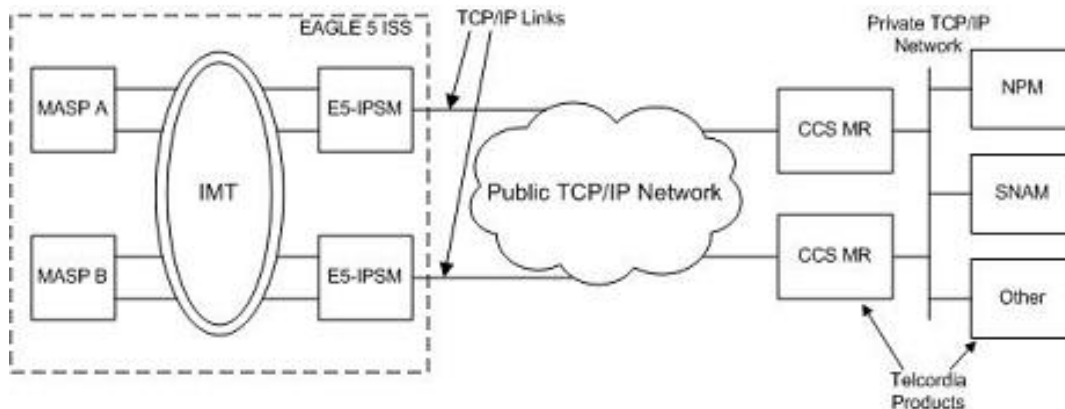 TCP/IP Links
EAGLE 5 ISS
Private TCP/IP
Network
MASP A
E5-IPSM
CCS MR
NPM
IMT
Public TCP/IP Network
SNAM
MASP B
E5-IPSM
CCS MR
Other
Telcordia
Products